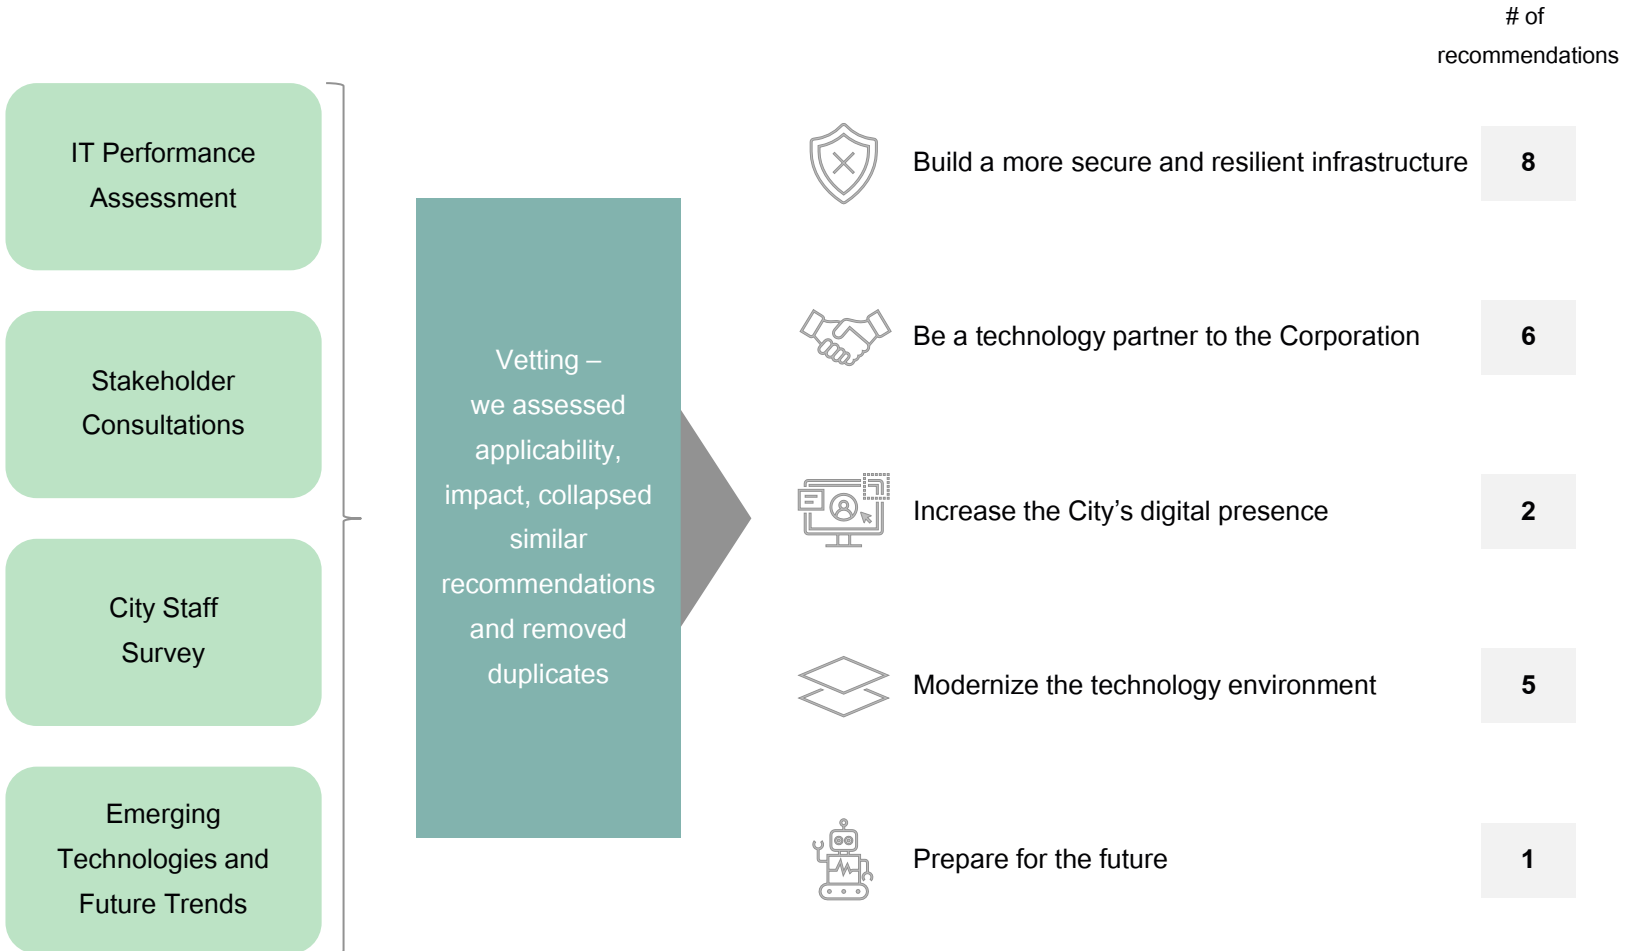 # of
recommendations
IT Performance
Assessment
Stakeholder
Consultations
City Staff
Survey
Emerging
Technologies and
Future Trends
Vetting –
we assessed
applicability,
impact, collapsed
similar
recommendations
and removed
duplicates
Build a more secure and resilient infrastructure 8
Be a technology partner to the Corporation 6
Increase the City’s digital presence 2
Modernize the technology environment 5
Prepare for the future 1